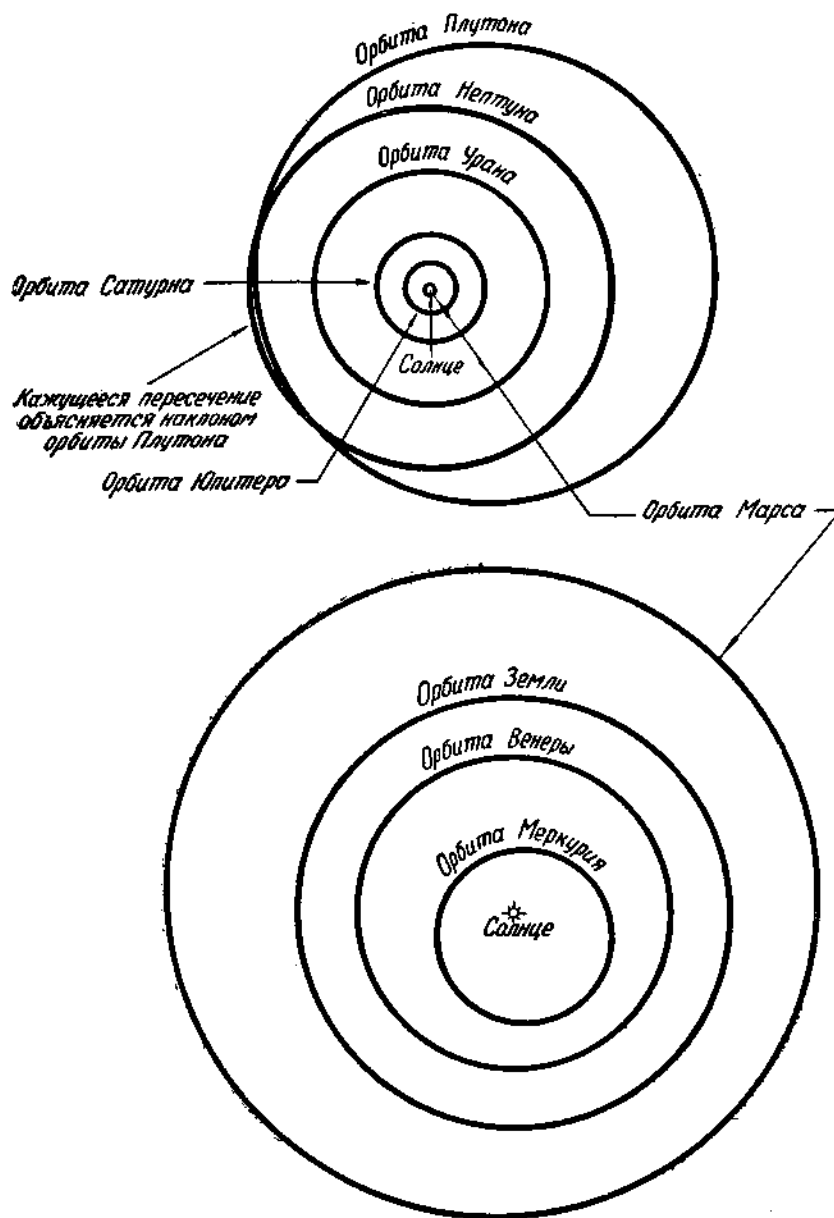 Орбита Плутона
Орбита Нептуна
Орбита Урана
Орбита Сатурна
Солнце
Кажущееся пересечение
объясняется наклоном
орбиты Плутона
Орбита Юпитера
Орбита Марса
Орбита Земли
Орбита Венеры
Орбита Меркурия
Солнце